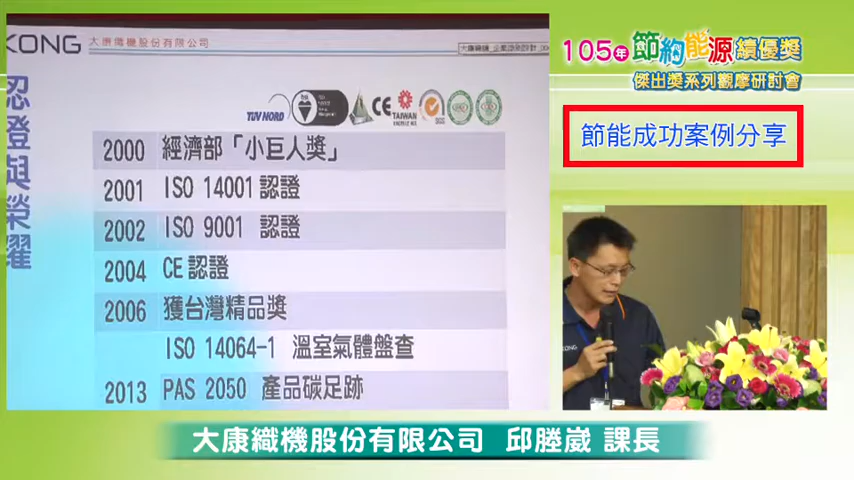 KONG 大康織機股份有限公司
認證與榮耀
TUV NORD
CE
TAIWAN
2000 經濟部「小巨人獎」
2001 ISO 14001 認證
2002 ISO 9001 認證
2004 CE 認證
2006 獲台灣精品獎
ISO 14064-1 溫室氣體盤查
2013 PAS 2050 產品碳足跡
105年 節約能源績優獎
傑出獎系列觀摩研討會
節能成功案例分享
KONG
大康織機股份有限公司 邱塍崴 課長